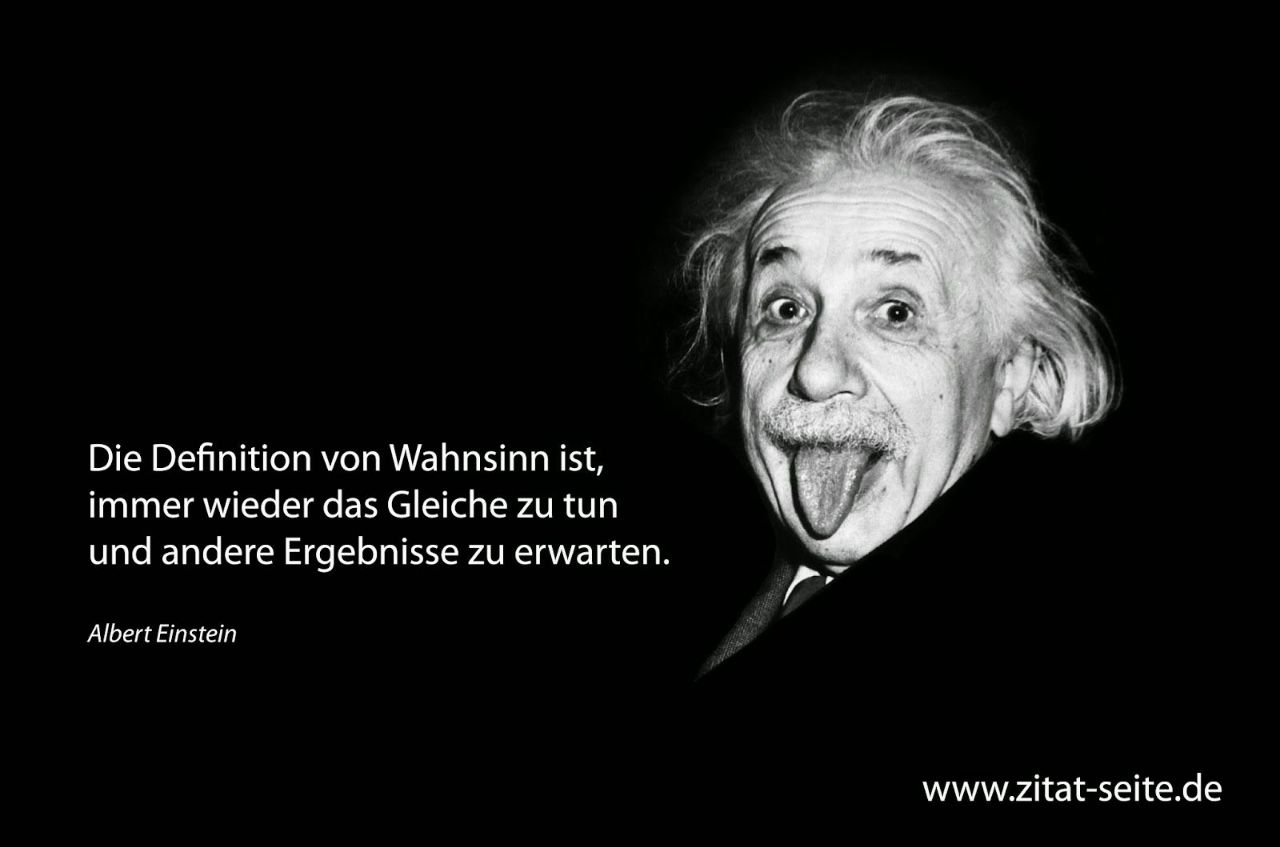 Die Definition von Wahnsinn ist,
immer wieder das Gleiche zu tun
und andere Ergebnisse zu erwarten.
Albert Einstein
www.zitat-seite.de